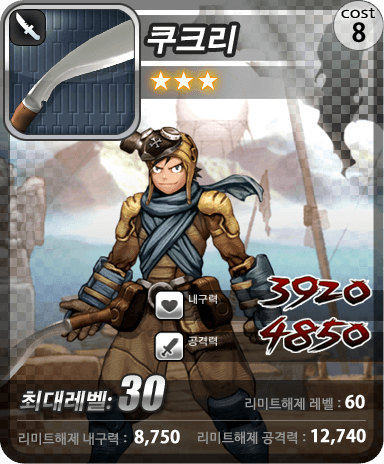 쿠크리
cost
8
내구력
3920
공격력
4850
최대레벨: 30
리미트해제 레벨 : 60
리미트해제 내구력 : 8,750 리미트해제 공격력 : 12,740